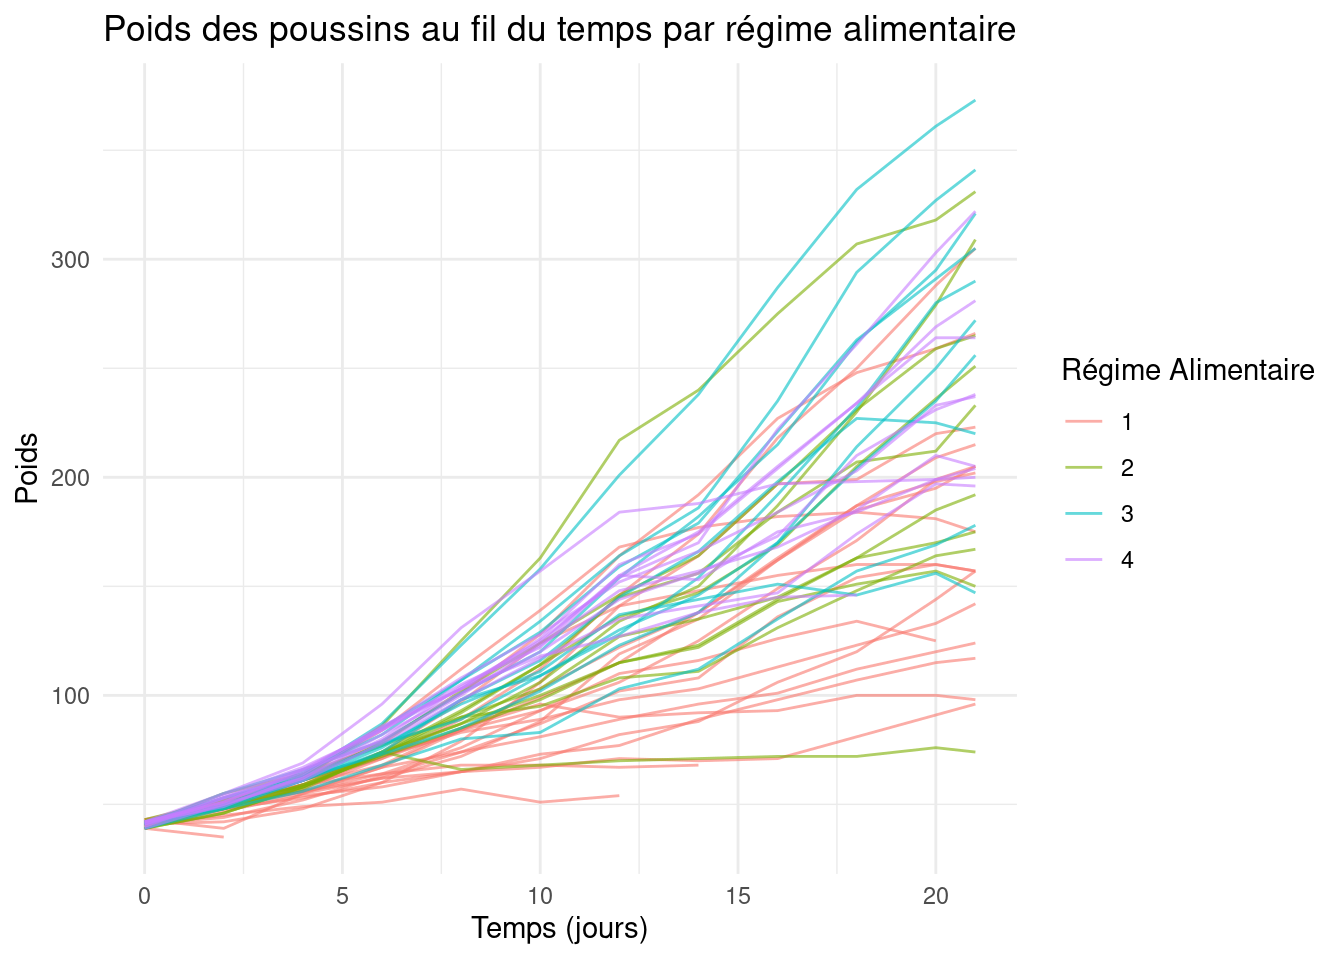 Poids des poussins au fil du temps par régime alimentaire
Poids
300
200
100
0 5 10 15 20
Temps (jours)
Régime Alimentaire
1
2
3
4